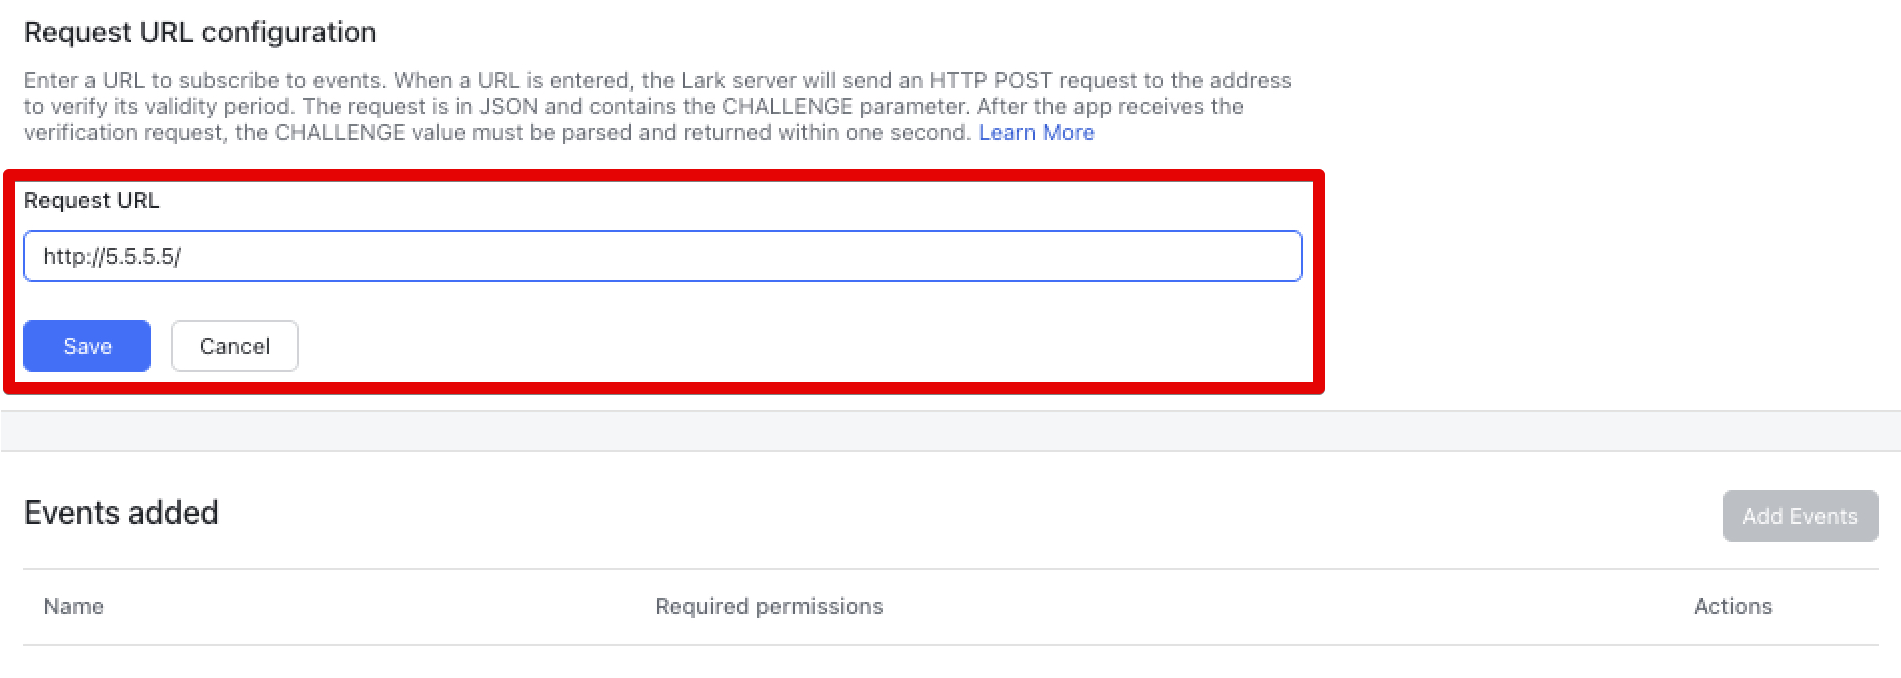 Request URL configuration
Enter a URL to subscribe to events. When a URL is entered, the Lark server will send an HTTP POST request to the address
to verify its validity period. The request is in JSON and contains the CHALLENGE parameter. After the app receives the
verification request, the CHALLENGE value must be parsed and returned within one second. Learn More
Request URL
http://5.5.5.5/
Save Cancel
Events added
Add Events
Name Required permissions Actions